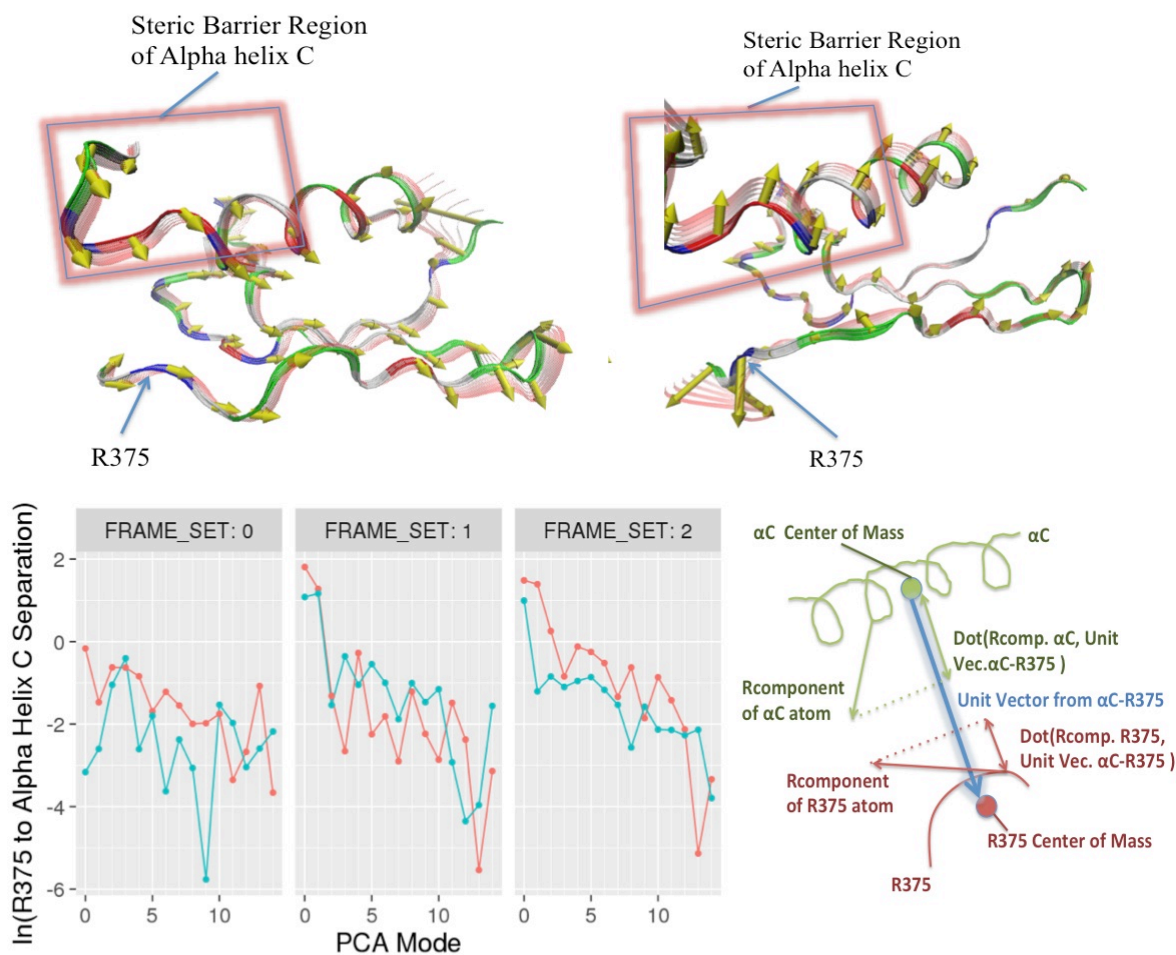 Steric Barrier Region
of Alpha helix C
R375
Steric Barrier Region
of Alpha helix C
R375
ln(R375 to Alpha Helix C Separation)
FRAME_SET: 0
FRAME_SET: 1
FRAME_SET: 2
2
0
-2
-4
-6
0
5
10
0
5
10
0
5
10
PCA Mode
αC Center of Mass
αC
Dot(Rcomp. αC, Unit
Vec.αC-R375 )
Rcomponent
of αC atom
Unit Vector from αC-R375
Dot(Rcomp. R375,
Unit Vec. αC-R375 )
Rcomponent
of R375 atom
R375 Center of Mass
R375